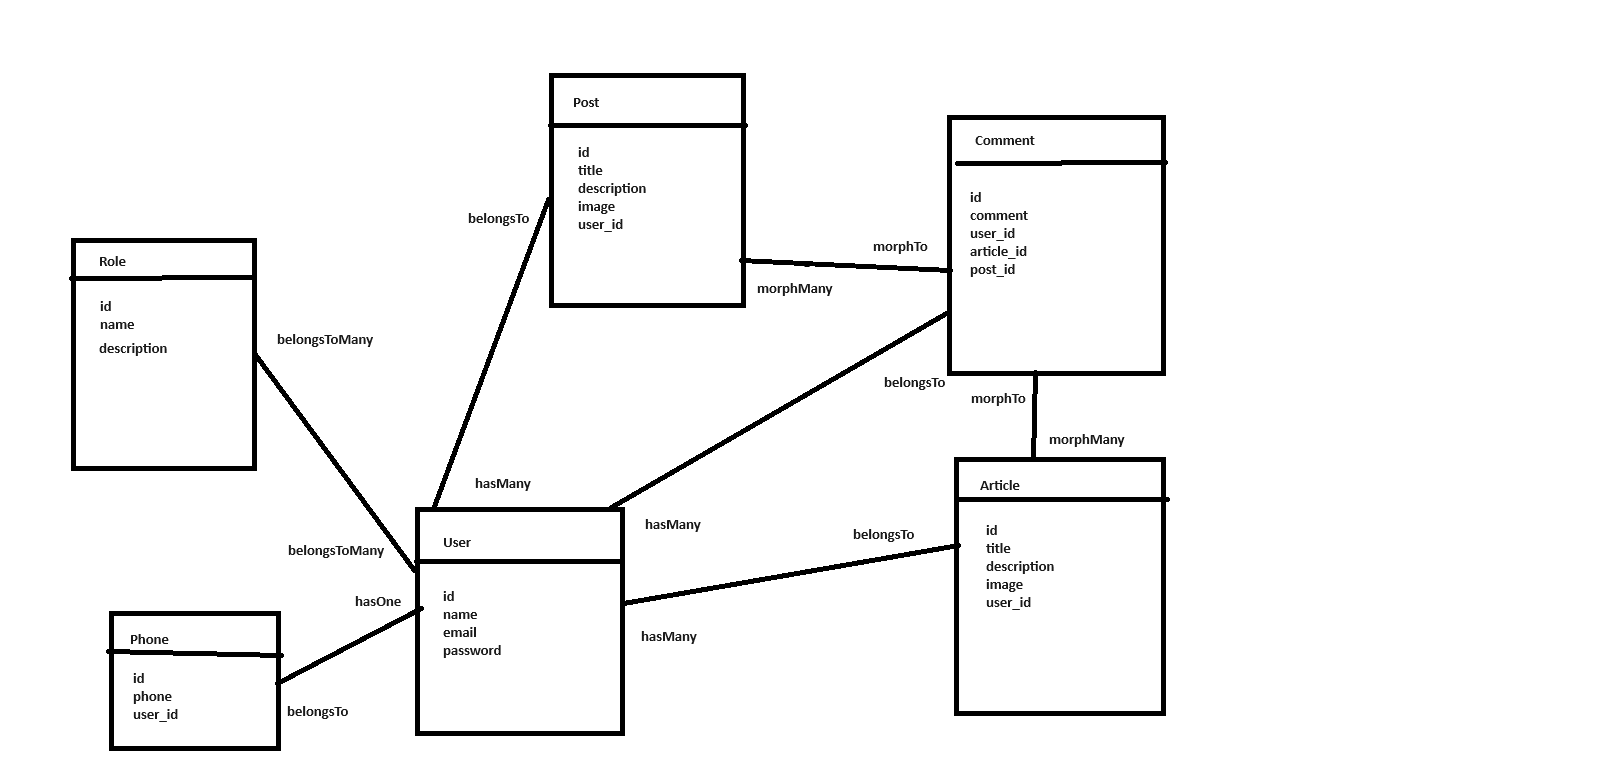 Post
id
title
description
image
user_id
Comment
id
comment
user_id
article_id
post_id
belongsTo
morphTo
morphMany
Role
id
name
description
belongsToMany
belongsTo
morphTo
morphMany
hasMany
Article
id
title
description
image
user_id
hasMany
belongsTo
User
id
name
email
password
belongsToMany
hasOne
hasMany
Phone
id
phone
user_id
belongsTo